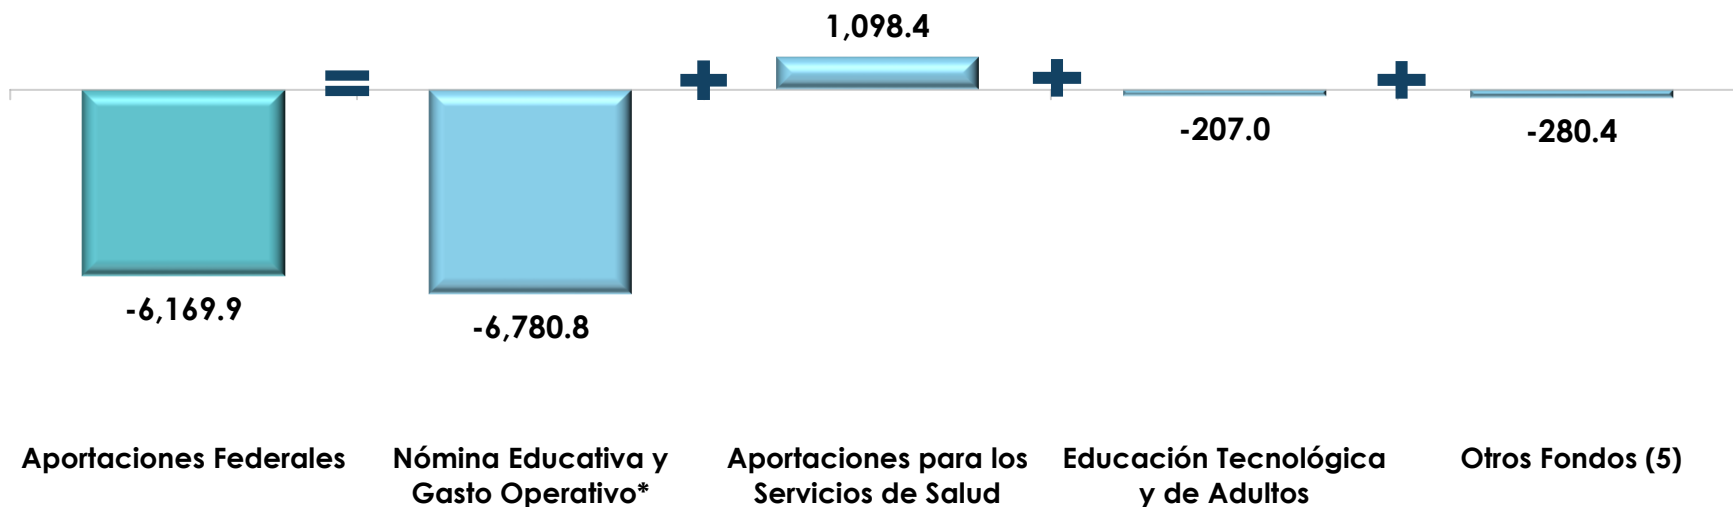 1,098.4
-207.0
-280.4
-6,169.9
-6,780.8
Aportaciones Federales
Nómina Educativa y
Gasto Operativo*
Aportaciones para los
Servicios de Salud
Educación Tecnológica
y de Adultos
Otros Fondos (5)